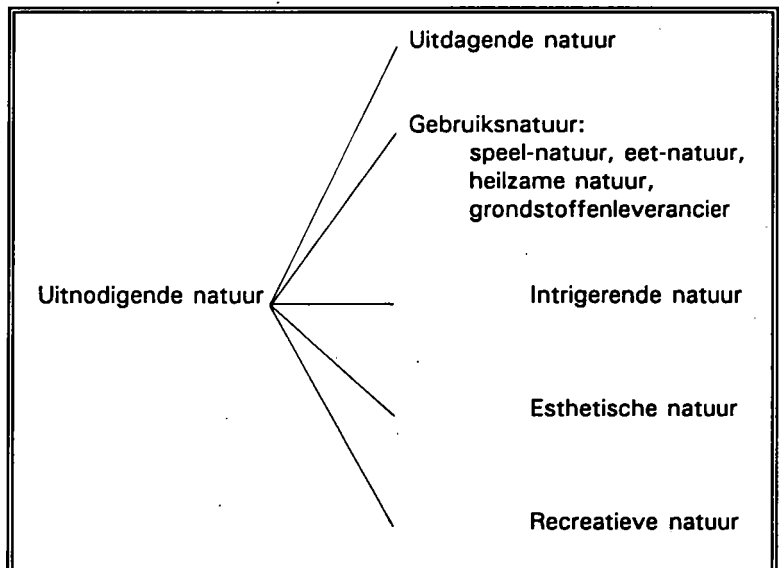 Uitdagende natuur
Gebruiksnatuur:
speel-natuur, eet-natuur,
heilzame natuur,
grondstoffenleverancier
Uitnodigende natuur
Intrigerende natuur
Esthetische natuur
Recreatieve natuur